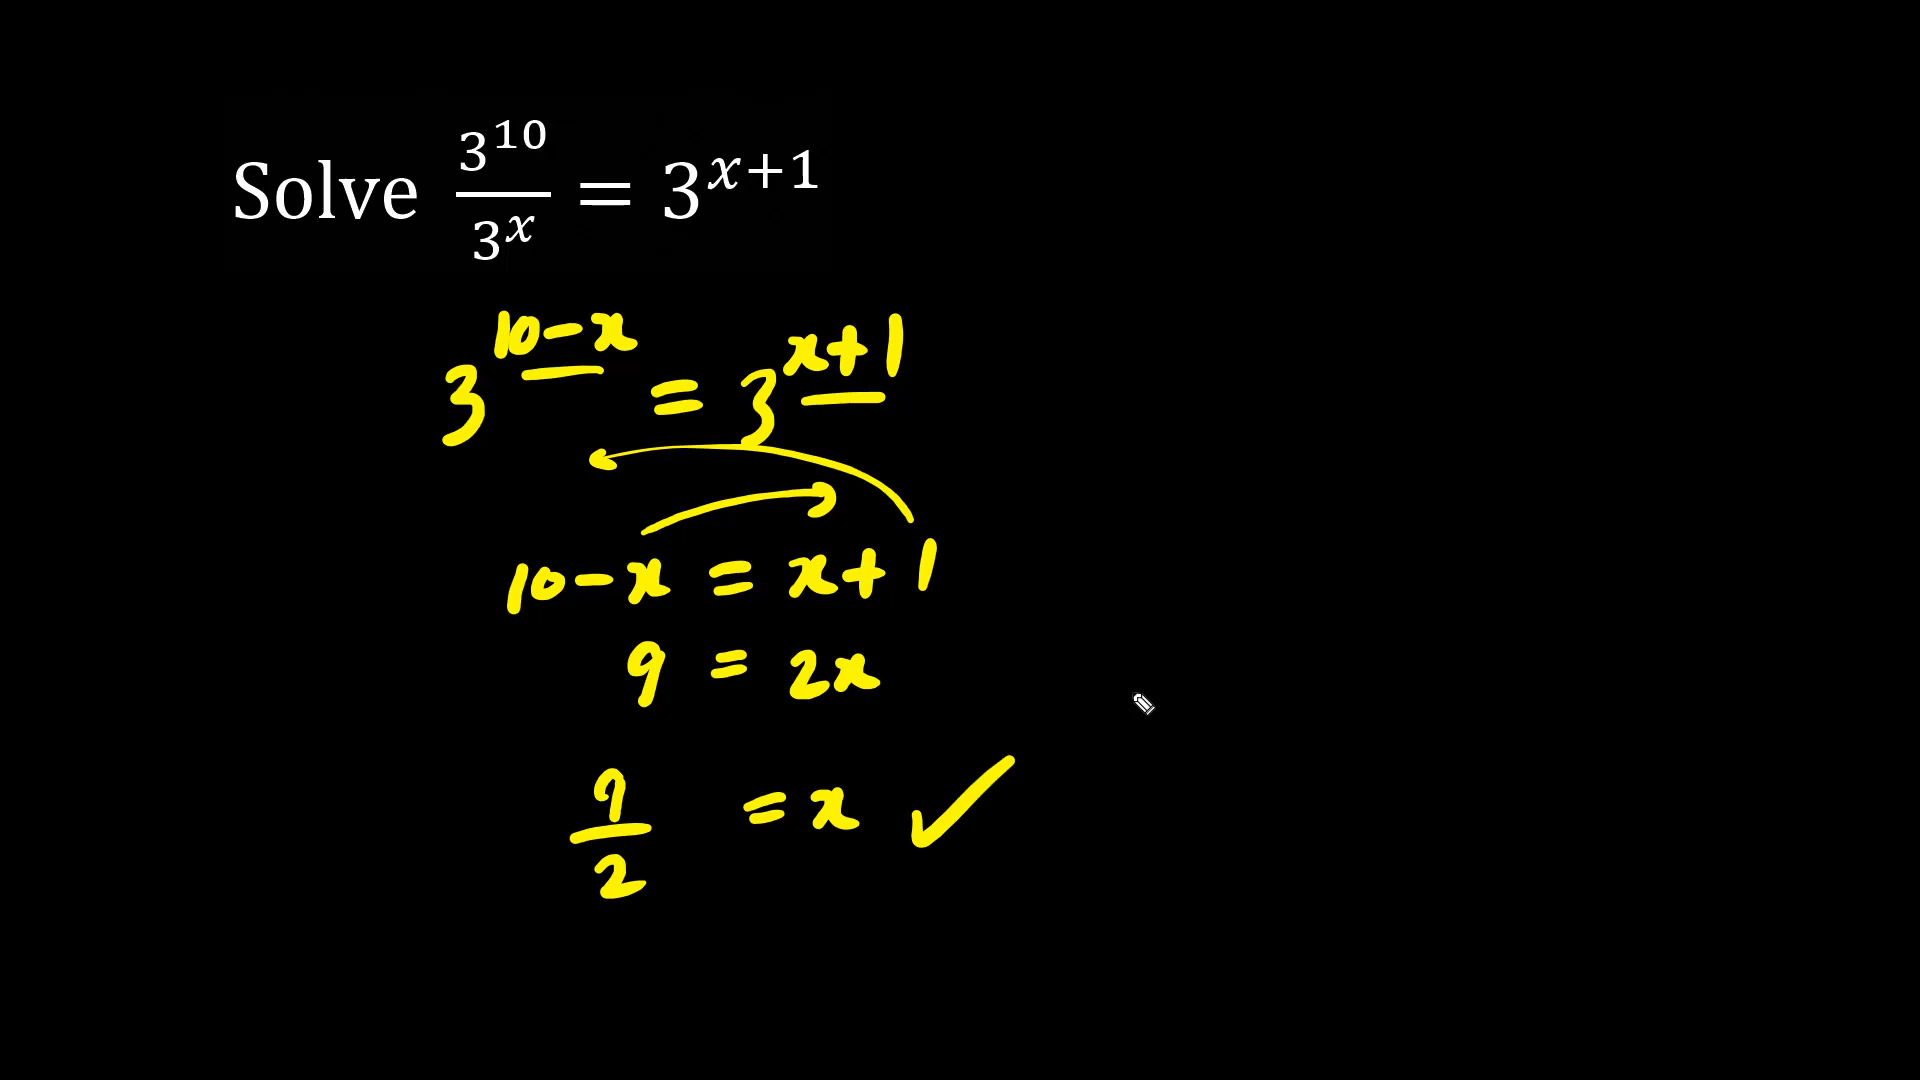 Solve 3^10/3^x = 3^(x+1)
3^(10-x) = 3^(x+1)
10-x = x+1
9 = 2x
9/2 = x ✓